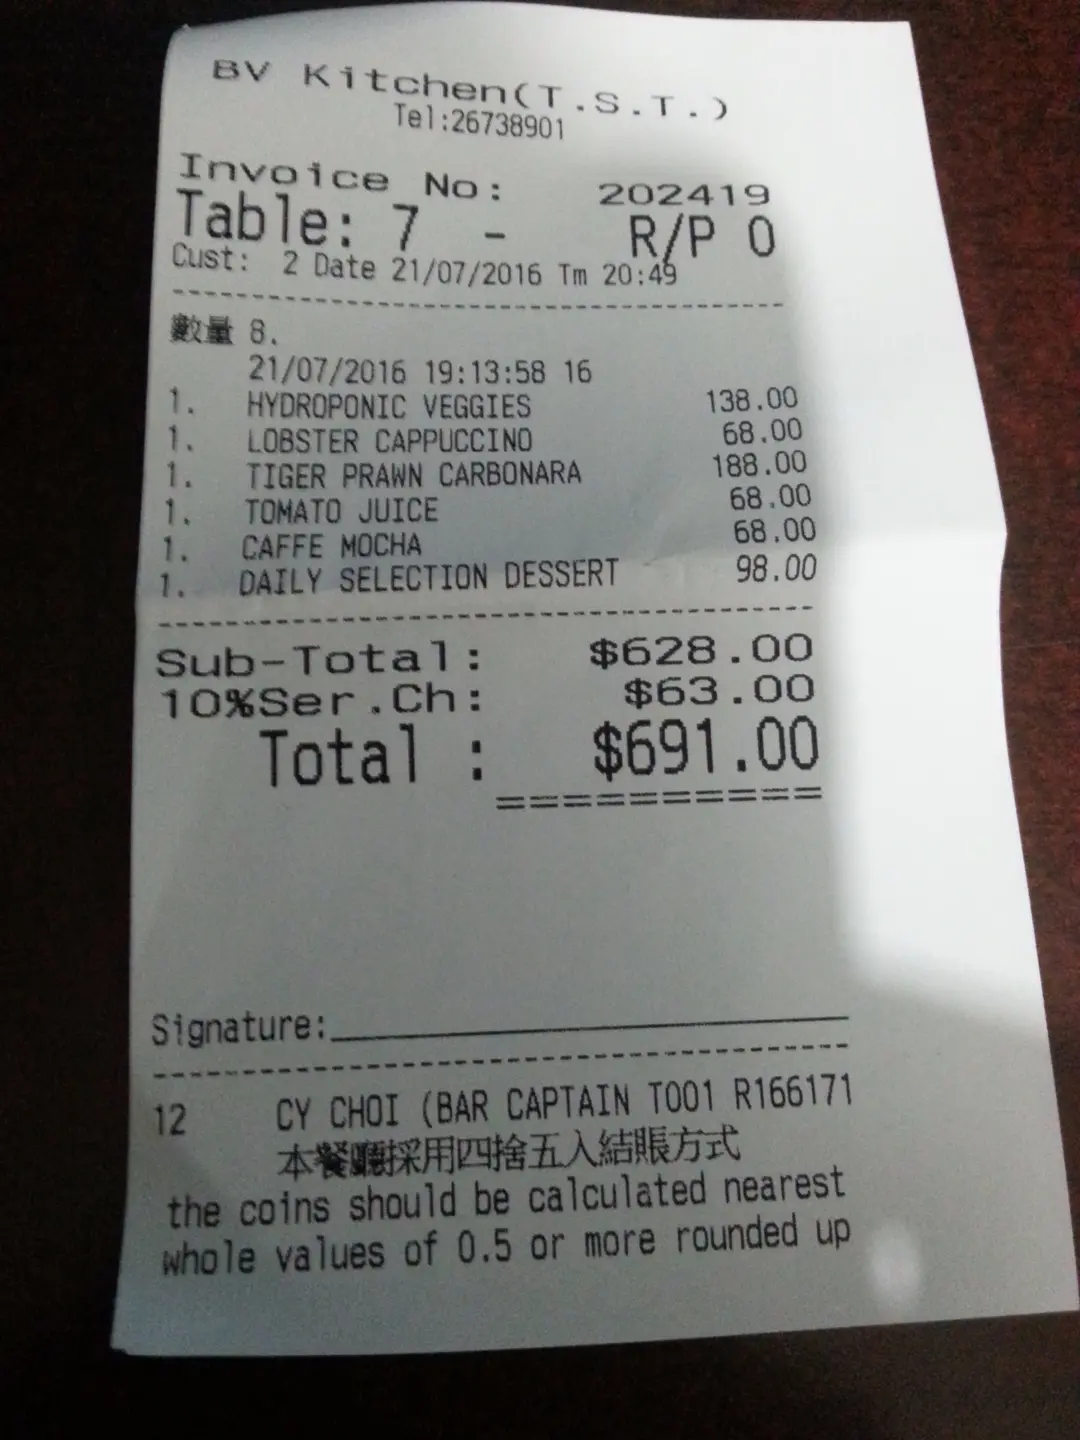 BV Kitchen(T.S.T.)
Tel:26738901
Invoice No: 202419
Table: 7 - R/P 0
Cust: 2 Date 21/07/2016 Tm 20:49
數量 8.
21/07/2016 19:13:58 16
1. HYDROPONIC VEGGIES 138.00
1. LOBSTER CAPPUCCINO 68.00
1. TIGER PRAWN CARBONARA 188.00
1. TOMATO JUICE 68.00
1. CAFFE MOCHA 68.00
1. DAILY SELECTION DESSERT 98.00
Sub-Total: $628.00
10%Ser.Ch: $63.00
Total : $691.00
==========
Signature:
12 CY CHOI (BAR CAPTAIN T001 R166171
本餐廳採用四捨五入結賬方式
the coins should be calculated nearest
whole values of 0.5 or more rounded up